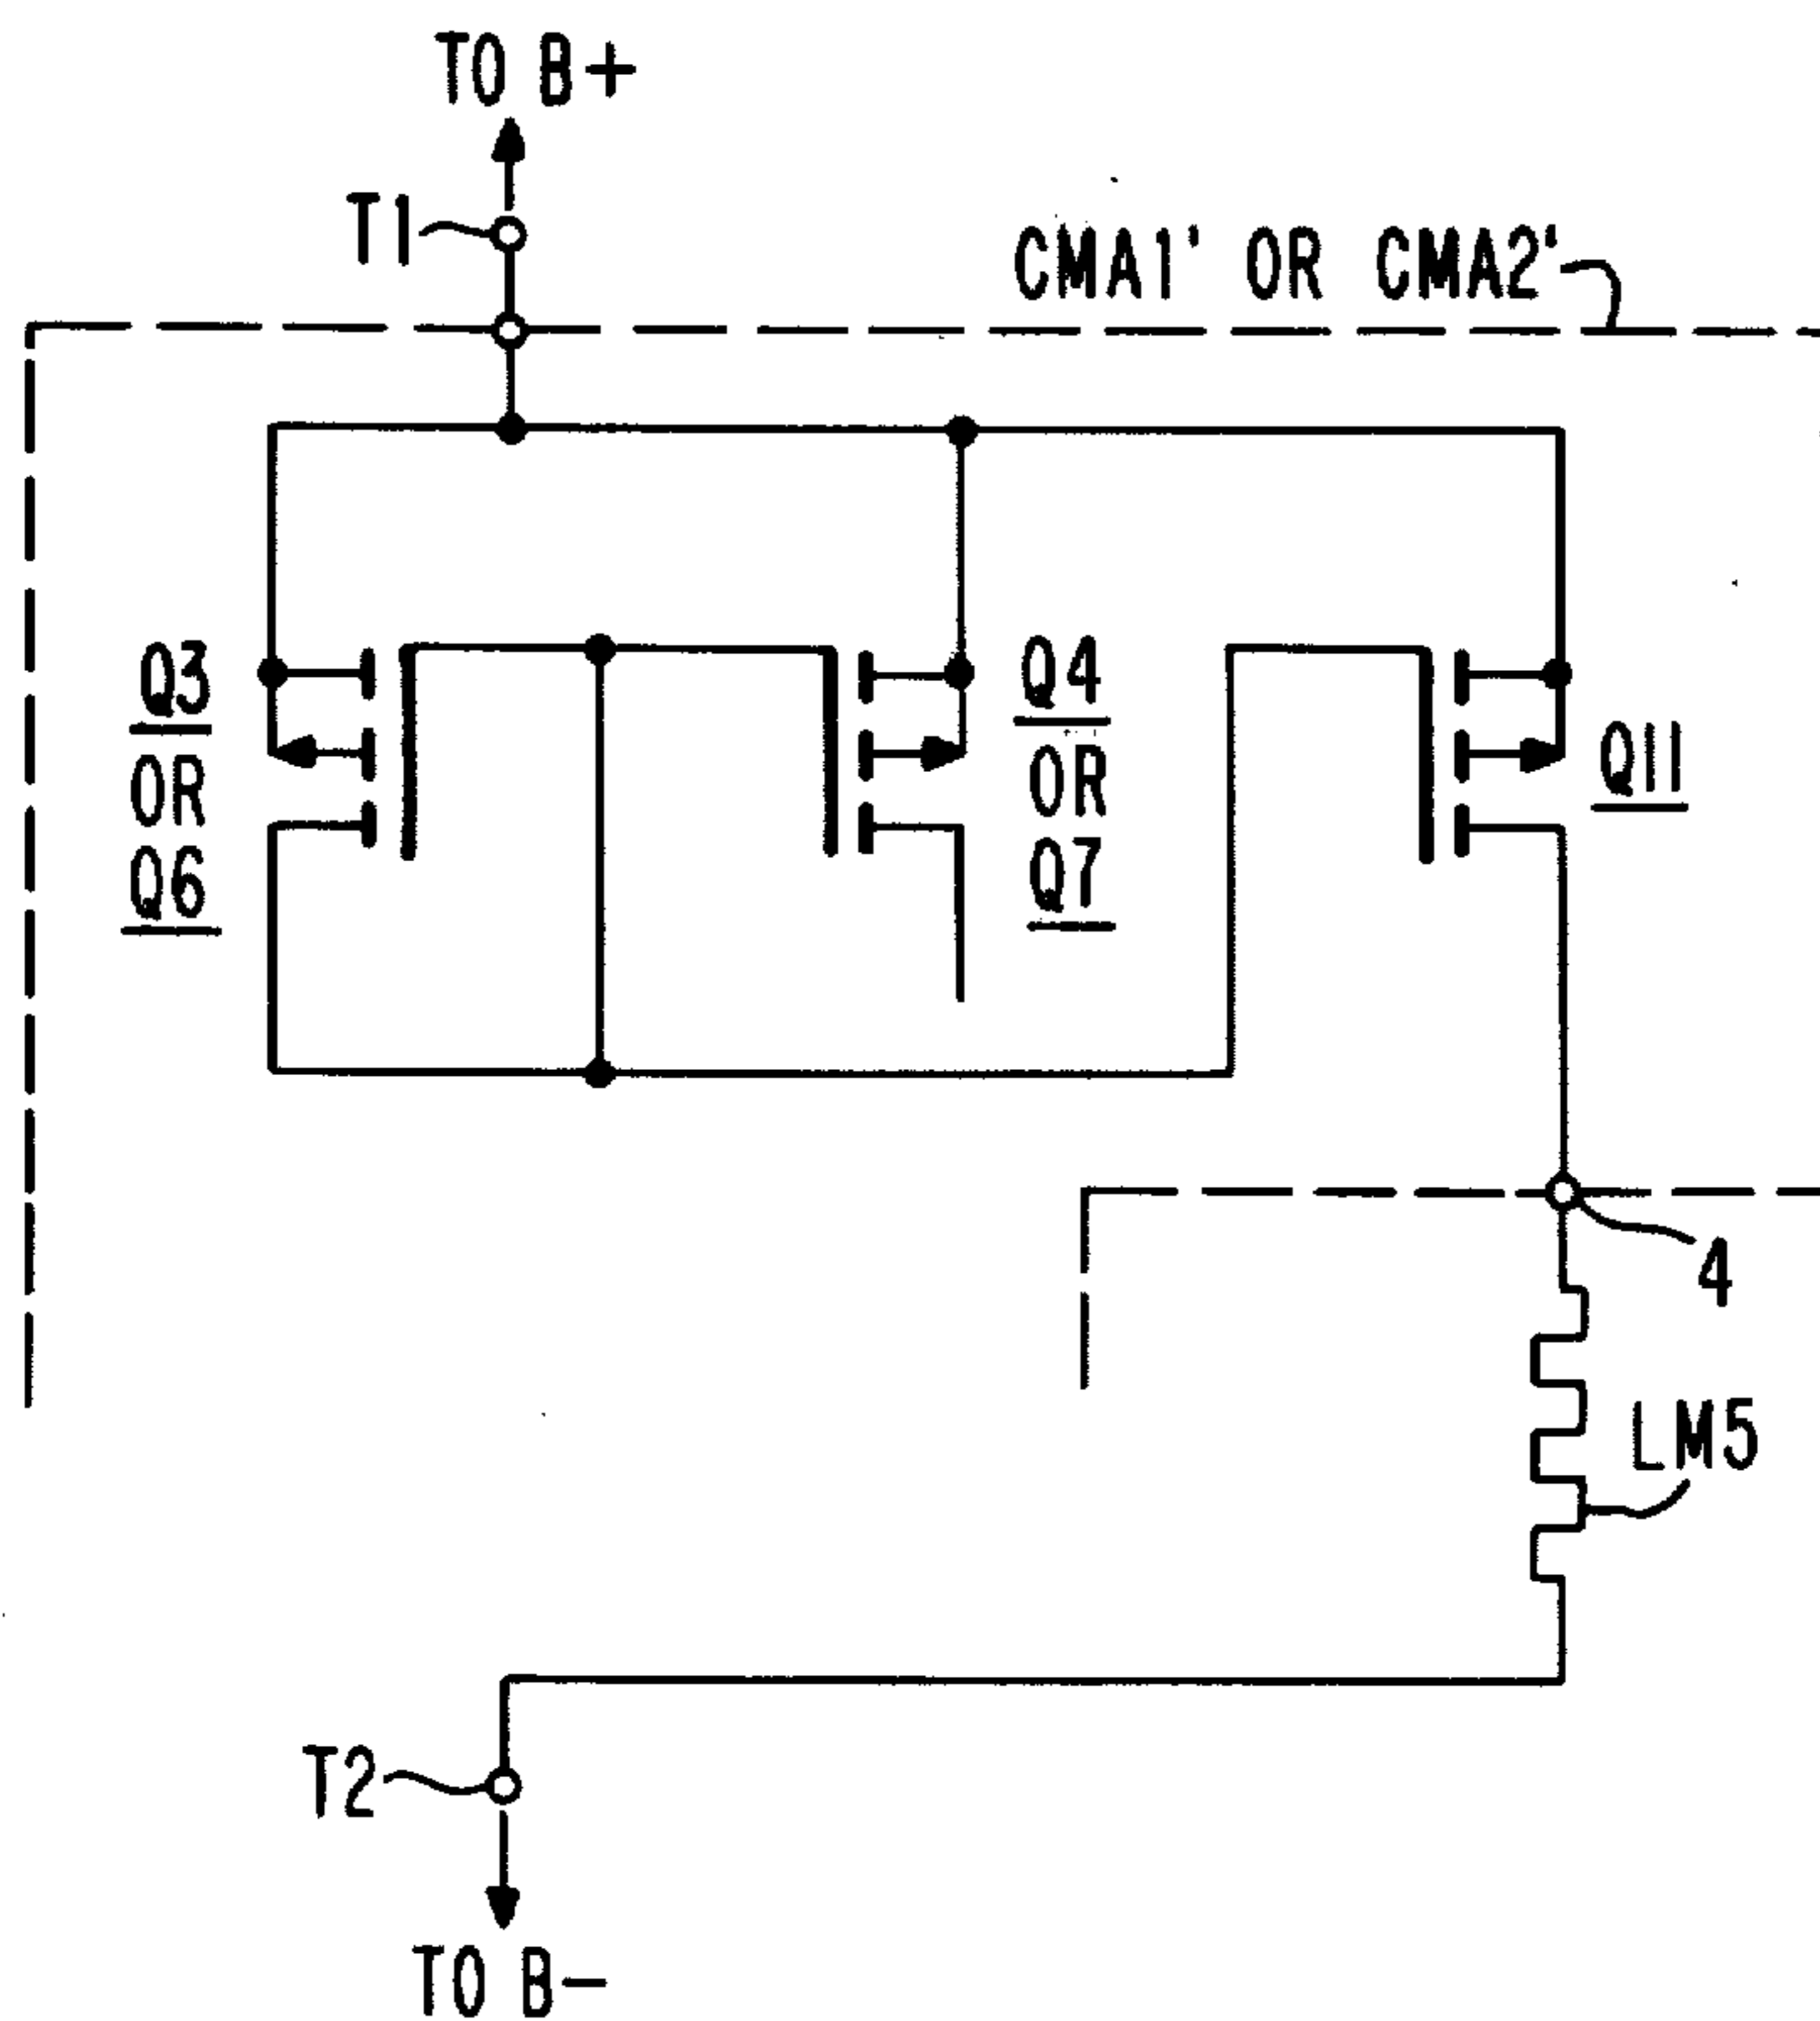 TO B+
T1
CMA1' OR CMA2'
Q3
OR
Q6
Q4
OR
Q7
Q11
4
LM5
T2
TO B-